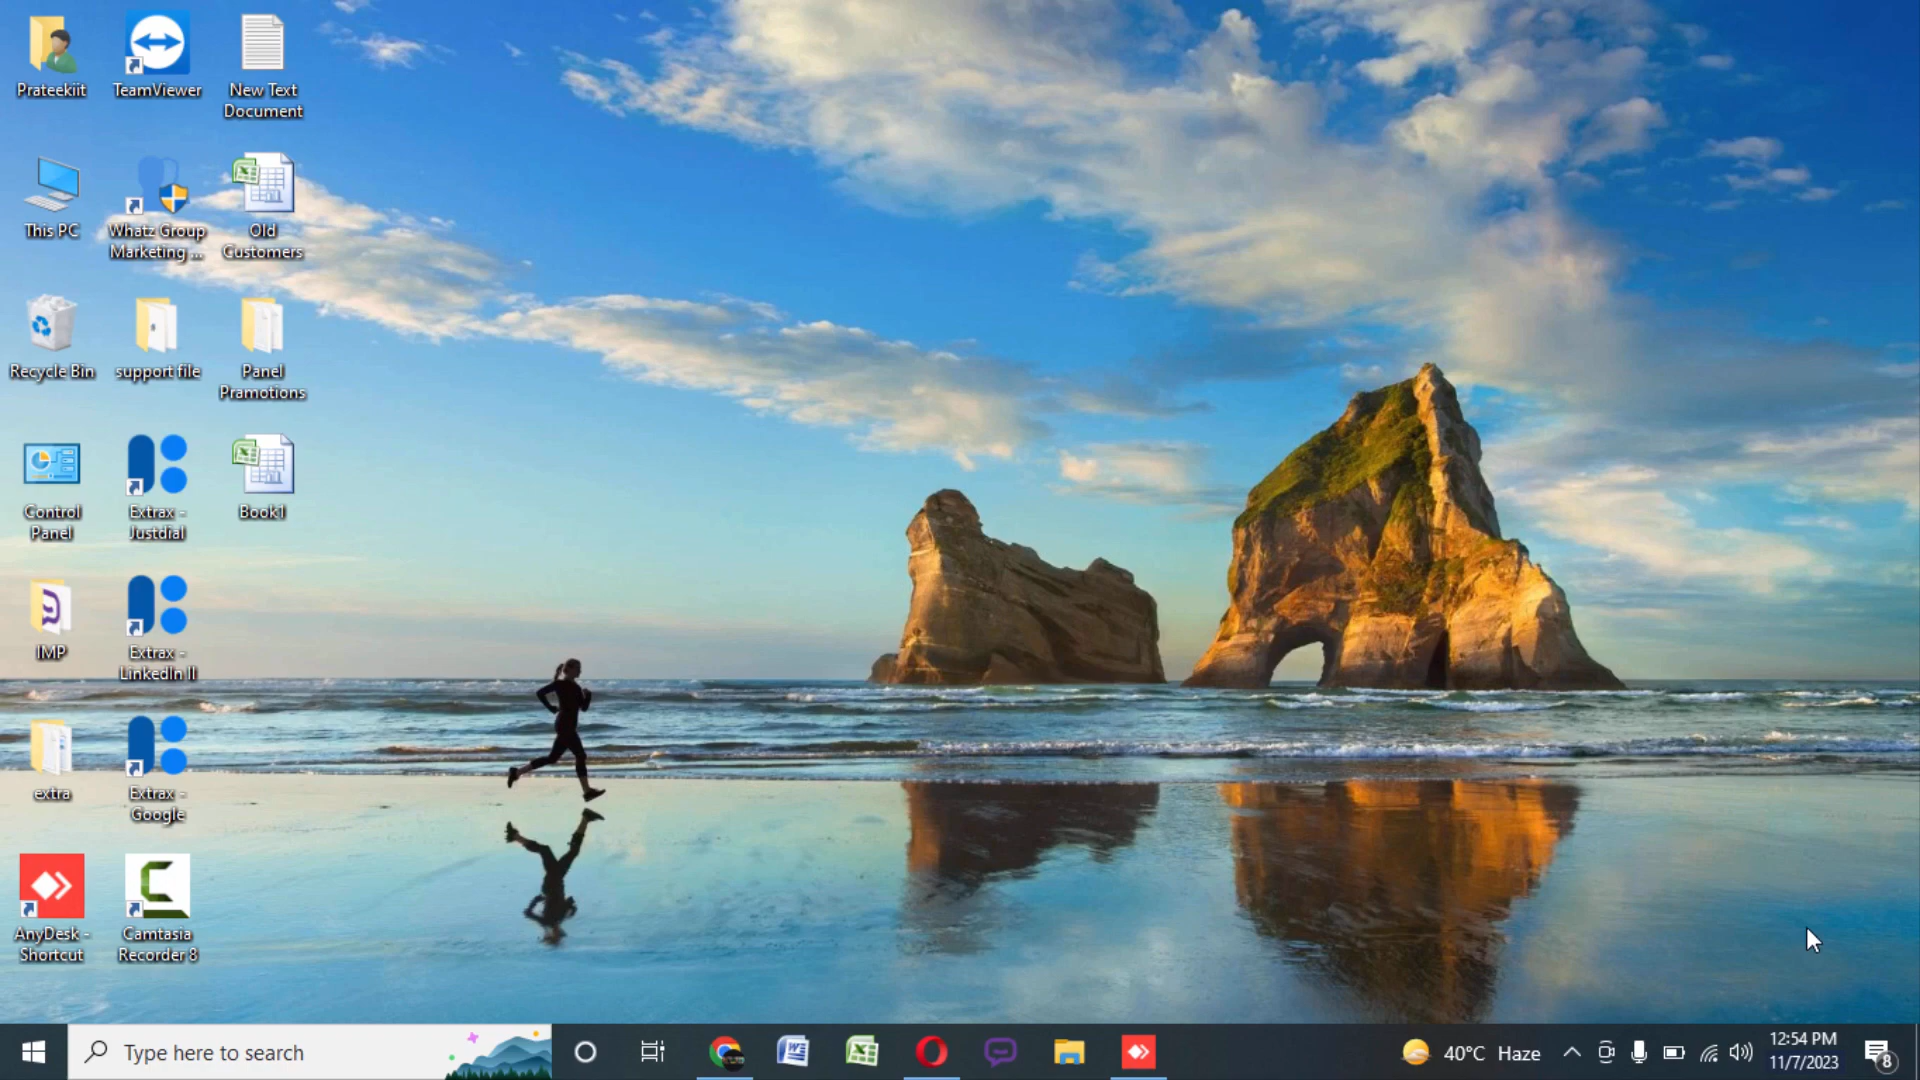 Prateekiit
TeamViewer
New Text
Document
This PC
Whatz Group
Marketing ...
Old
Customers
Recycle Bin
support file
Panel
Pramotions
Control
Panel
Extrax -
Justdial
Book1
IMP
Extrax -
LinkedIn II
extra
Extrax -
Google
AnyDesk -
Shortcut
Camtasia
Recorder 8
Type here to search
40°C Haze
12:54 PM
11/7/2023
8